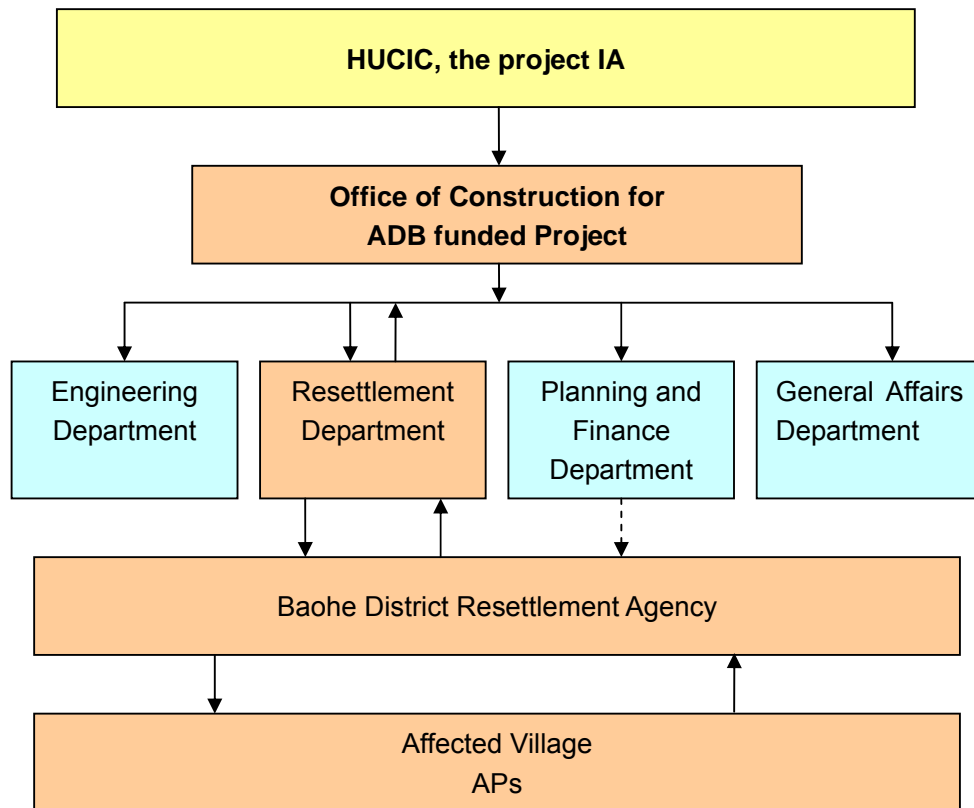 HUCIC, the project IA
Office of Construction for
ADB funded Project
Engineering
Department
Resettlement
Department
Planning and
Finance
Department
General Affairs
Department
Baohe District Resettlement Agency
Affected Village
APs